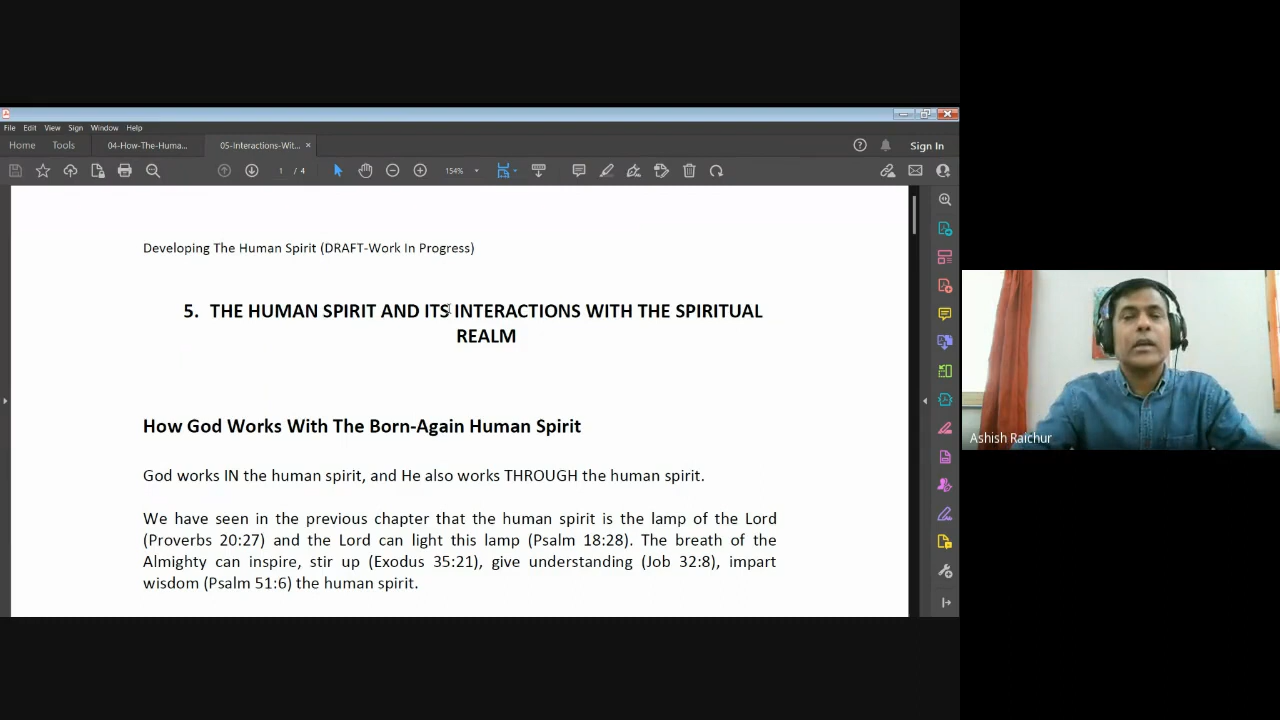 File Edit View Sign Window Help
Home Tools 04-How-The-Huma... 05-Interactions-Wit... × Sign In
1 / 4 154%
Developing The Human Spirit (DRAFT-Work In Progress)
5. THE HUMAN SPIRIT AND ITS INTERACTIONS WITH THE SPIRITUAL
REALM
How God Works With The Born-Again Human Spirit
God works IN the human spirit, and He also works THROUGH the human spirit.
We have seen in the previous chapter that the human spirit is the lamp of the Lord
(Proverbs 20:27) and the Lord can light this lamp (Psalm 18:28). The breath of the
Almighty can inspire, stir up (Exodus 35:21), give understanding (Job 32:8), impart
wisdom (Psalm 51:6) the human spirit.
Ashish Raichur